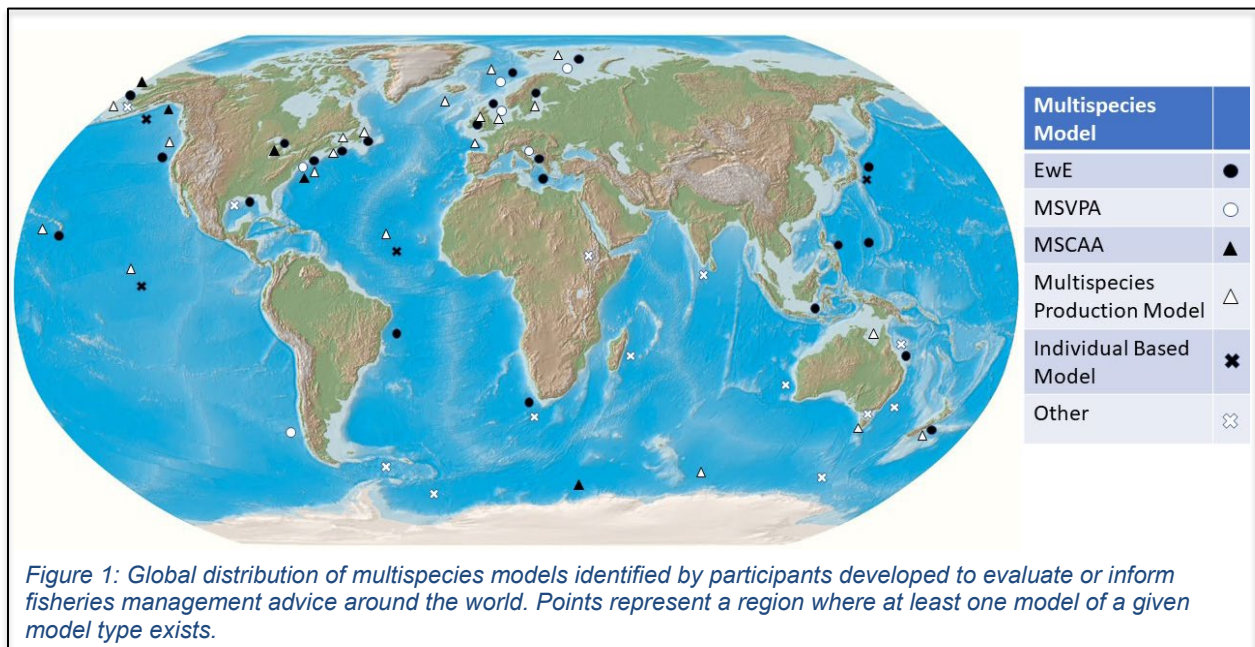 Multispecies
Model
EwE
MSVPA
MSCAA
Multispecies
Production Model
Individual Based
Model
Other
Figure 1: Global distribution of multispecies models identified by participants developed to evaluate or inform
fisheries management advice around the world. Points represent a region where at least one model of a given
model type exists.